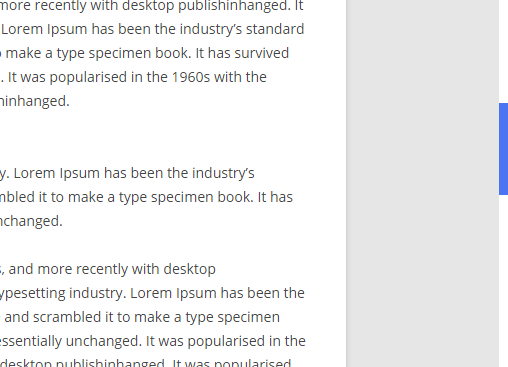 more recently with desktop publishinhanged. It
Lorem Ipsum has been the industry's standard
make a type specimen book. It has survived
. It was popularised in the 1960s with the
hinhanged.
y. Lorem Ipsum has been the industry's
mbled it to make a type specimen book. It has
nchanged.
s, and more recently with desktop
ypesetting industry. Lorem Ipsum has been the
and scrambled it to make a type specimen
essentially unchanged. It was popularised in the
desktop publishinhanged. It was popularised